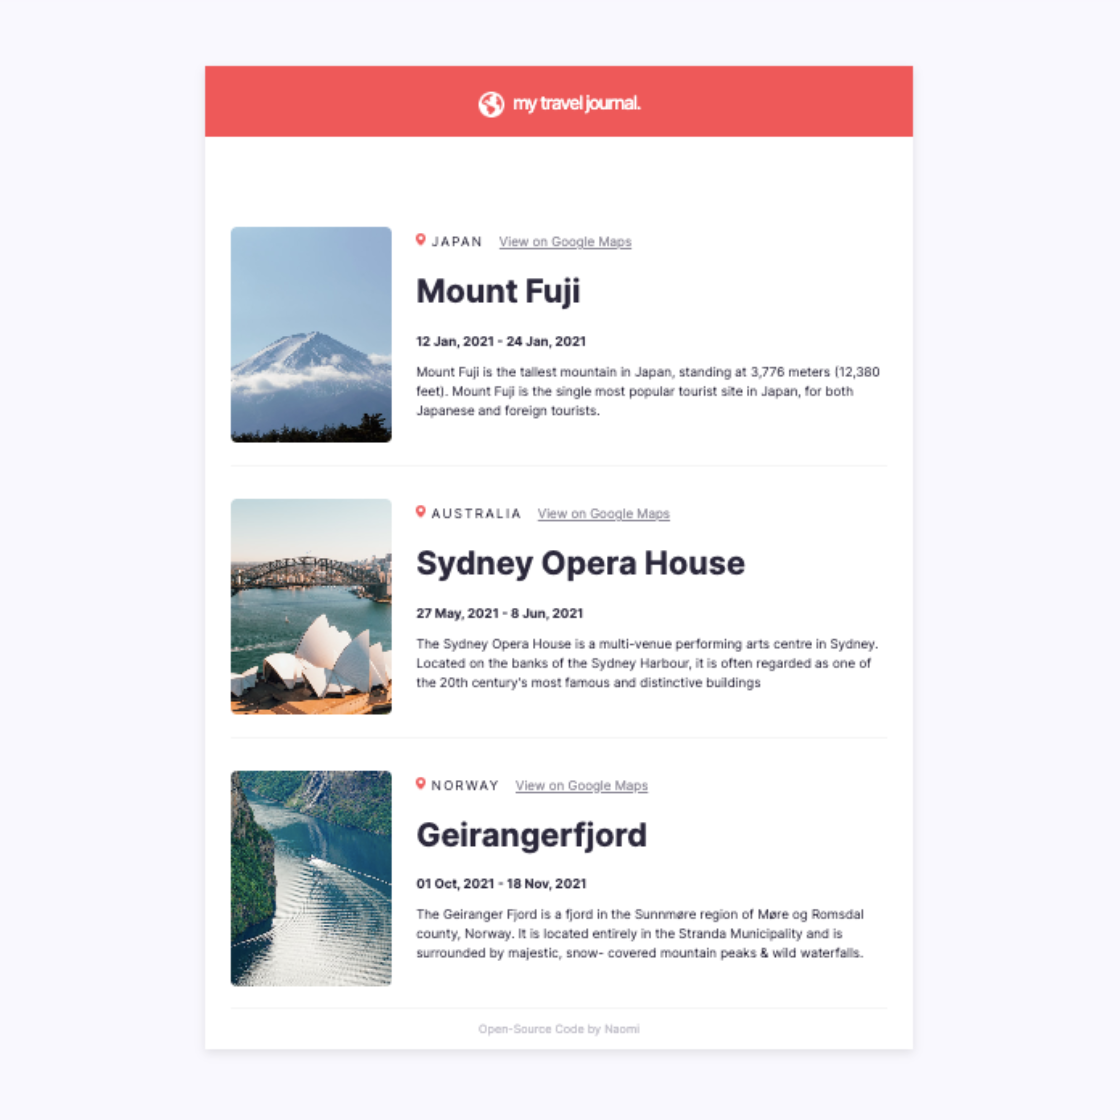 my travel journal.
JAPAN View on Google Maps
Mount Fuji
12 Jan, 2021 - 24 Jan, 2021
Mount Fuji is the tallest mountain in Japan, standing at 3,776 meters (12,380
feet). Mount Fuji is the single most popular tourist site in Japan, for both
Japanese and foreign tourists.
AUSTRALIA View on Google Maps
Sydney Opera House
27 May, 2021 - 8 Jun, 2021
The Sydney Opera House is a multi-venue performing arts centre in Sydney.
Located on the banks of the Sydney Harbour, it is often regarded as one of
the 20th century's most famous and distinctive buildings
NORWAY View on Google Maps
Geirangerfjord
01 Oct, 2021 - 18 Nov, 2021
The Geiranger Fjord is a fjord in the Sunnmøre region of Møre og Romsdal
county, Norway. It is located entirely in the Stranda Municipality and is
surrounded by majestic, snow- covered mountain peaks & wild waterfalls.
Open-Source Code by Naomi